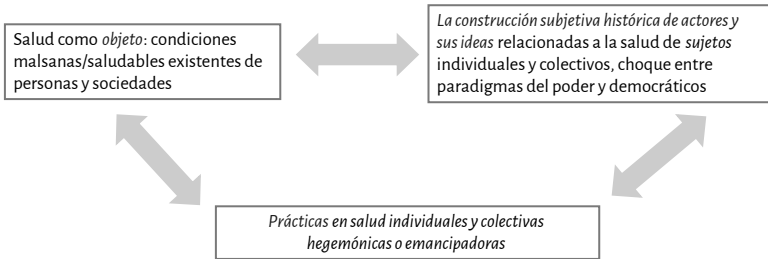 Salud como objeto: condiciones
malsanas/saludables existentes de
personas y sociedades
La construcción subjetiva histórica de actores y
sus ideas relacionadas a la salud de sujetos
individuales y colectivos, choque entre
paradigmas del poder y democráticos
Prácticas en salud individuales y colectivas
hegemónicas o emancipadoras